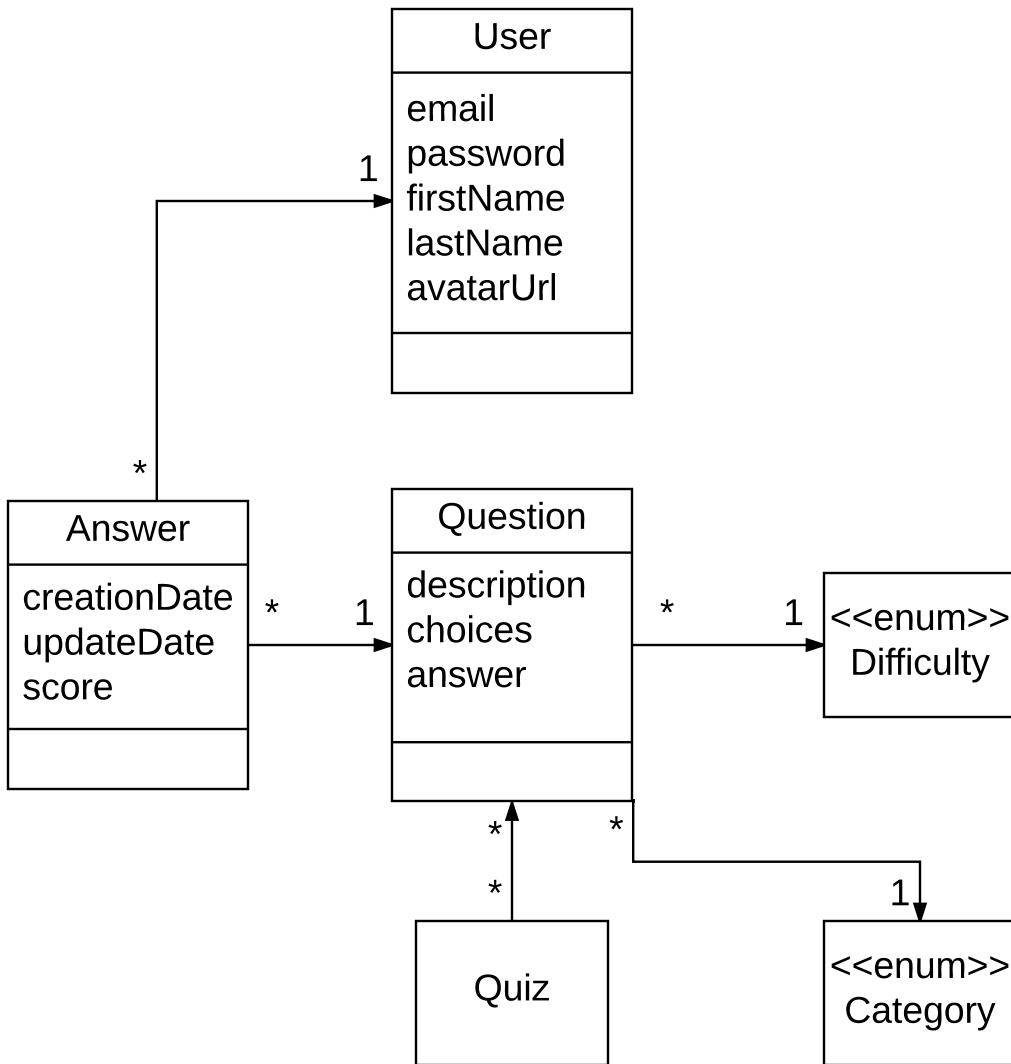 User
email
password
firstName
lastName
avatarUrl
1
*
Answer
creationDate
updateDate
score
* 1
Question
description
choices
answer
* 1
<<enum>>
Difficulty
*
*
*
1
Quiz
<<enum>>
Category